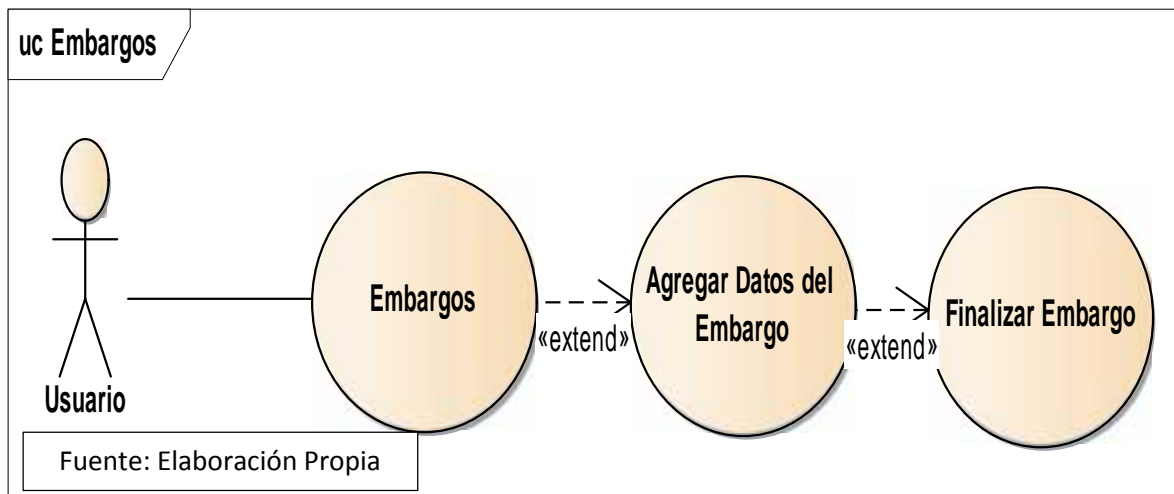 uc Embargos
Embargos
«extend»
Agregar Datos del
Embargo
«extend»
Finalizar Embargo
Usuario
Fuente: Elaboración Propia